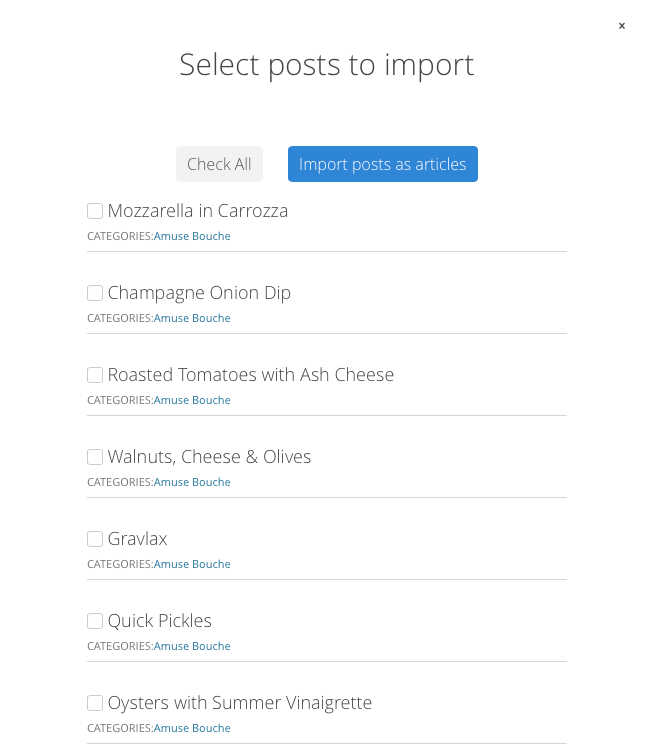 ×
Select posts to import
Check All Import posts as articles
Mozzarella in Carrozza
CATEGORIES:Amuse Bouche
Champagne Onion Dip
CATEGORIES:Amuse Bouche
Roasted Tomatoes with Ash Cheese
CATEGORIES:Amuse Bouche
Walnuts, Cheese & Olives
CATEGORIES:Amuse Bouche
Gravlax
CATEGORIES:Amuse Bouche
Quick Pickles
CATEGORIES:Amuse Bouche
Oysters with Summer Vinaigrette
CATEGORIES:Amuse Bouche